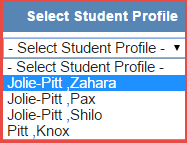 Select Student Profile
- Select Student Profile -
- Select Student Profile -
Jolie-Pitt ,Zahara
Jolie-Pitt ,Pax
Jolie-Pitt ,Shilo
Pitt ,Knox